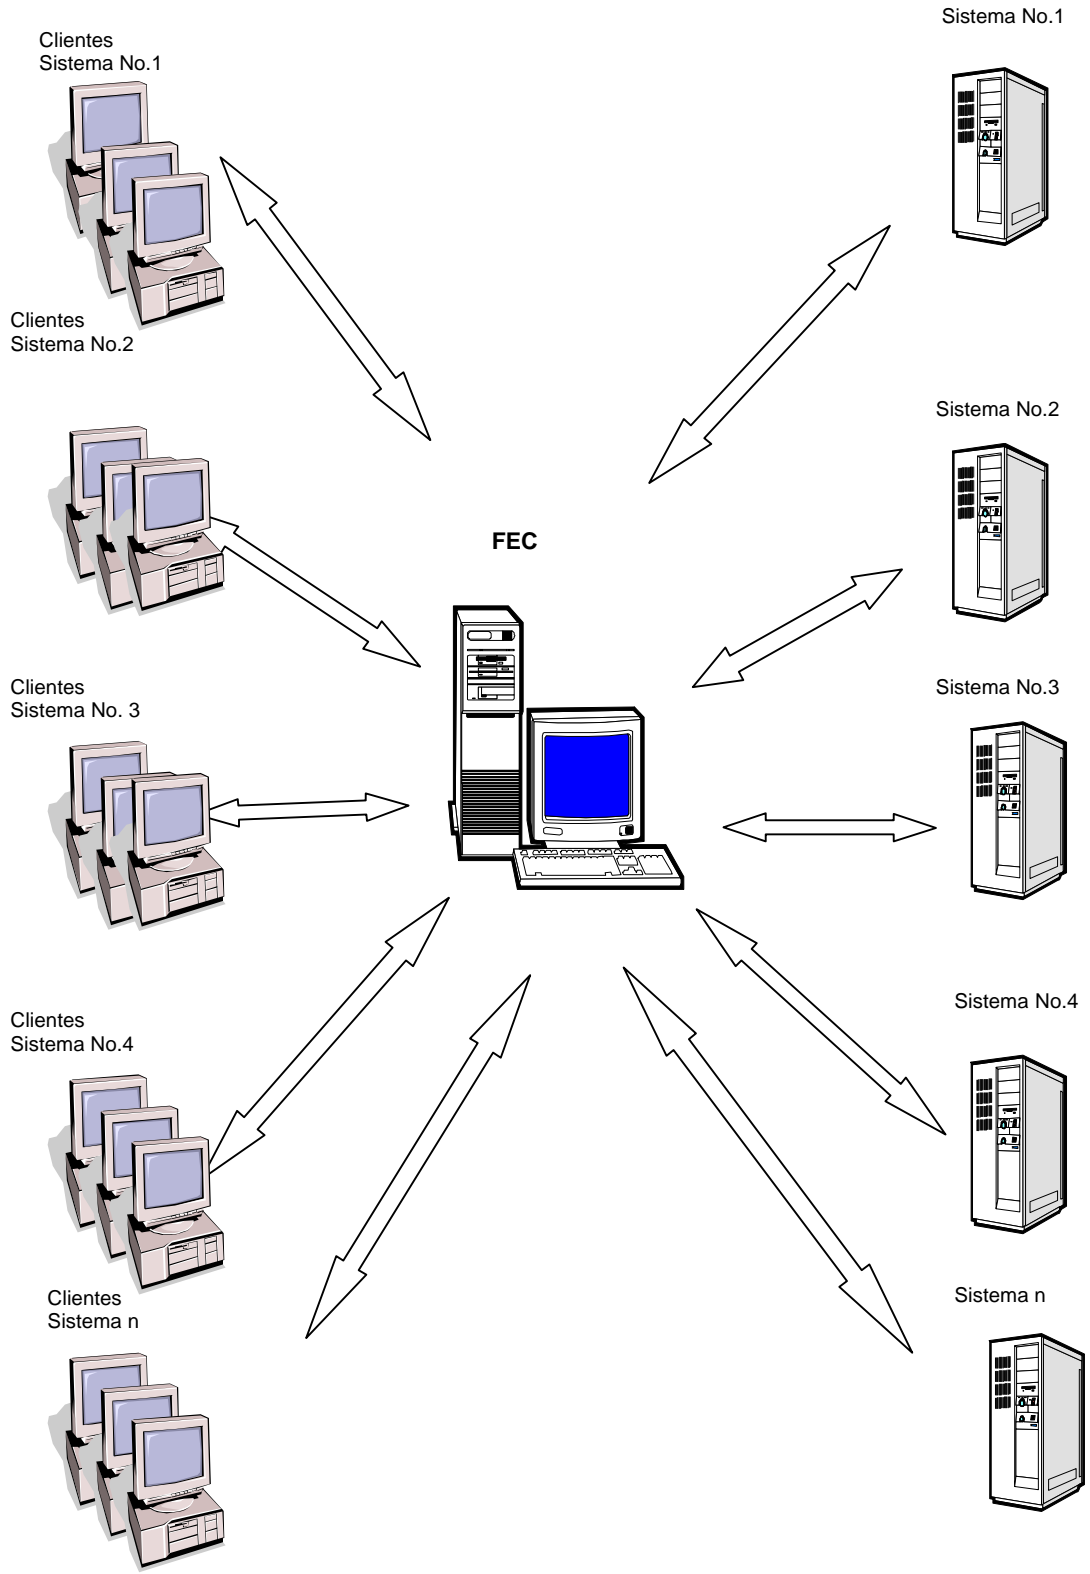 Sistema No.1
Clientes
Sistema No.1
Clientes
Sistema No.2
Sistema No.2
FEC
Clientes
Sistema No. 3
Sistema No.3
Clientes
Sistema No.4
Sistema No.4
Clientes
Sistema n
Sistema n